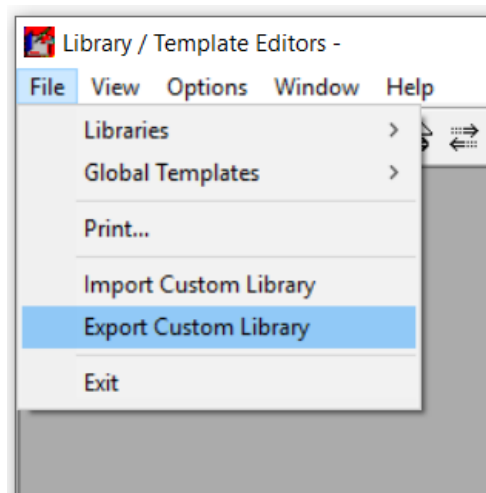 Library / Template Editors -
File View Options Window Help
Libraries
Global Templates
Print...
Import Custom Library
Export Custom Library
Exit